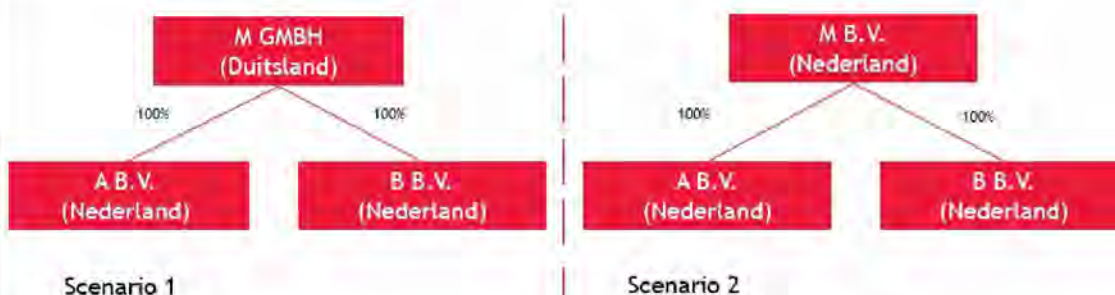 M GMBH
(Duitsland)
100%
100%
A B.V.
(Nederland)
B B.V.
(Nederland)
Scenario 1
M B.V.
(Nederland)
100%
100%
A B.V.
(Nederland)
B B.V.
(Nederland)
Scenario 2